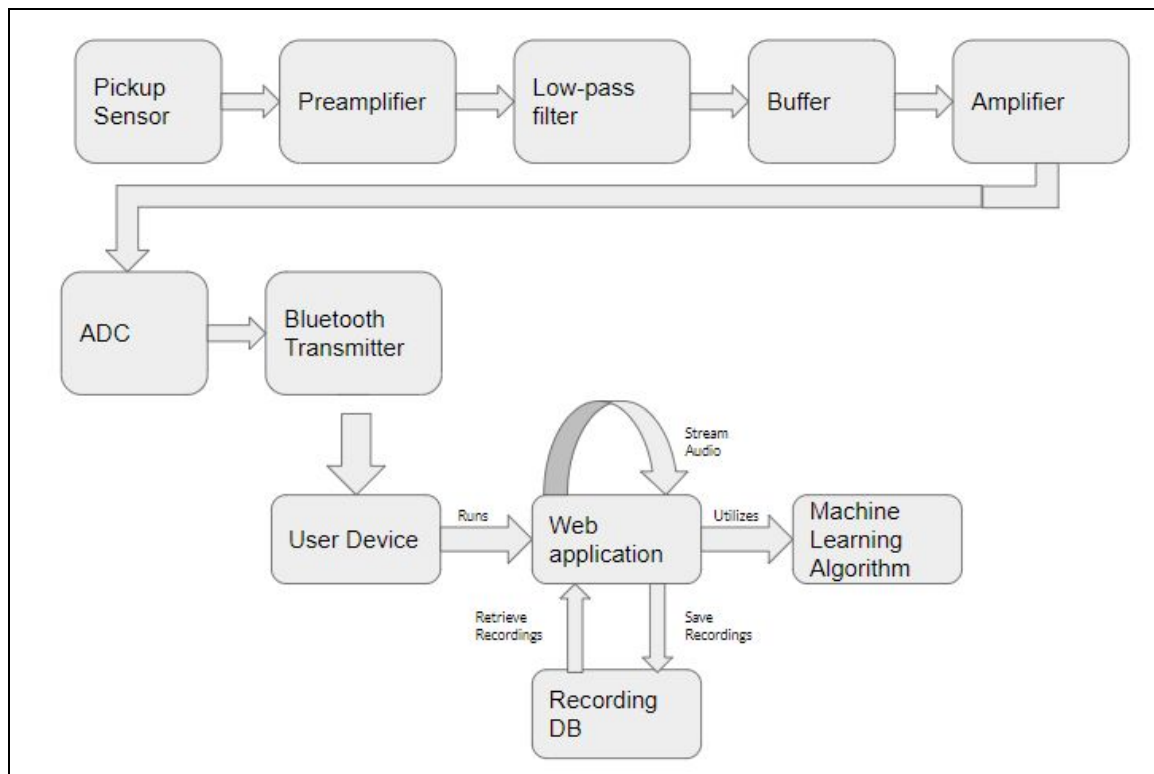 Pickup
Sensor
Preamplifier
Low-pass
filter
Buffer
Amplifier
ADC
Bluetooth
Transmitter
Stream
Audio
User Device
Runs
Web
application
Utilizes
Machine
Learning
Algorithm
Retrieve
Recordings
Save
Recordings
Recording
DB